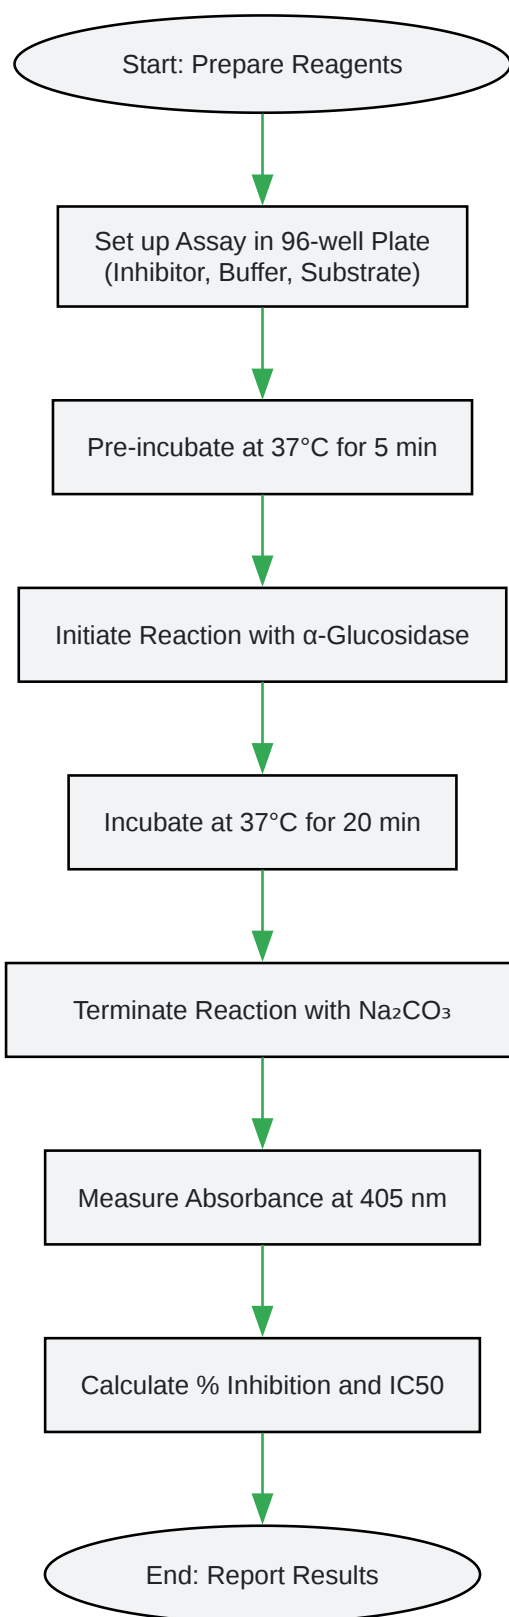 Start: Prepare Reagents
Set up Assay in 96-well Plate
(Inhibitor, Buffer, Substrate)
Pre-incubate at 37°C for 5 min
Initiate Reaction with α-Glucosidase
Incubate at 37°C for 20 min
Terminate Reaction with Na₂CO₃
Measure Absorbance at 405 nm
Calculate % Inhibition and IC50
End: Report Results